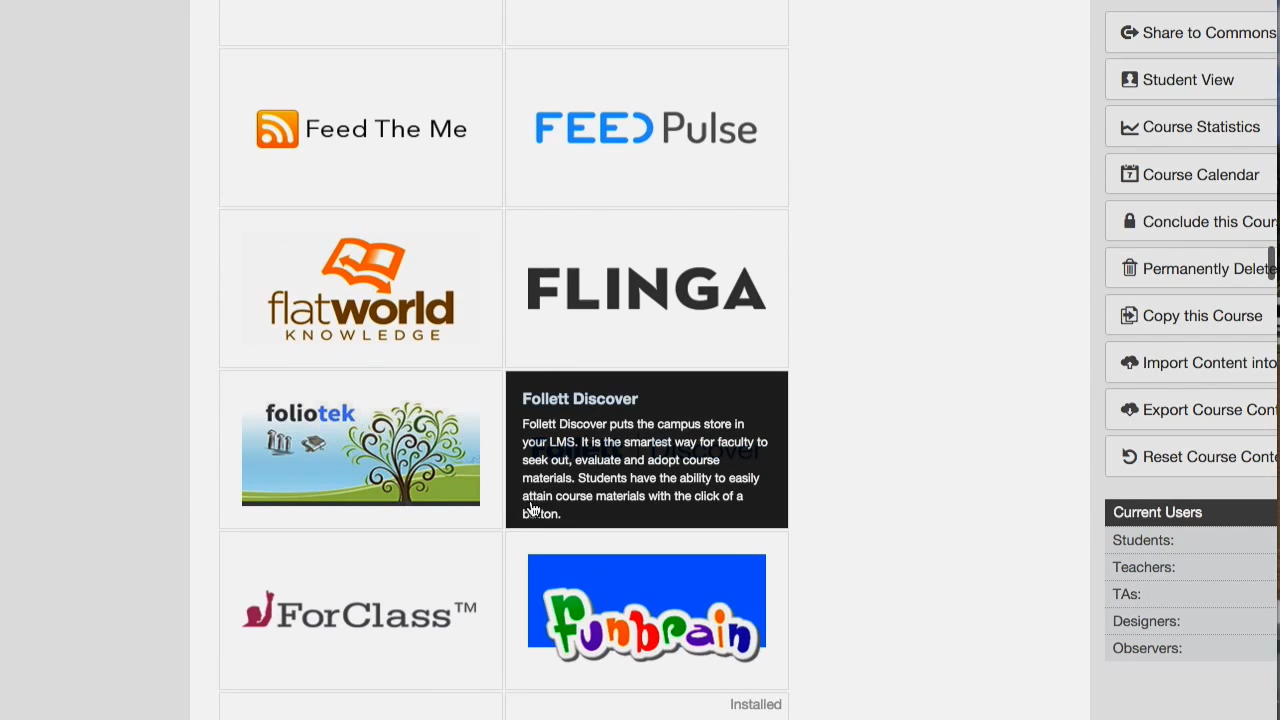 Feed The Me
FEED Pulse
flatworld
KNOWLEDGE
FLINGA
foliotek
Follett Discover
Follett Discover puts the campus store in
your LMS. It is the smartest way for faculty to
seek out, evaluate and adopt course
materials. Students have the ability to easily
attain course materials with the click of a
button.
ForClass™
funbrain
Installed
Share to Commons
Student View
Course Statistics
7
Course Calendar
Conclude this Cour
Permanently Delete
Copy this Course
Import Content into
Export Course Con
Reset Course Conte
Current Users
Students:
Teachers:
TAs:
Designers:
Observers: